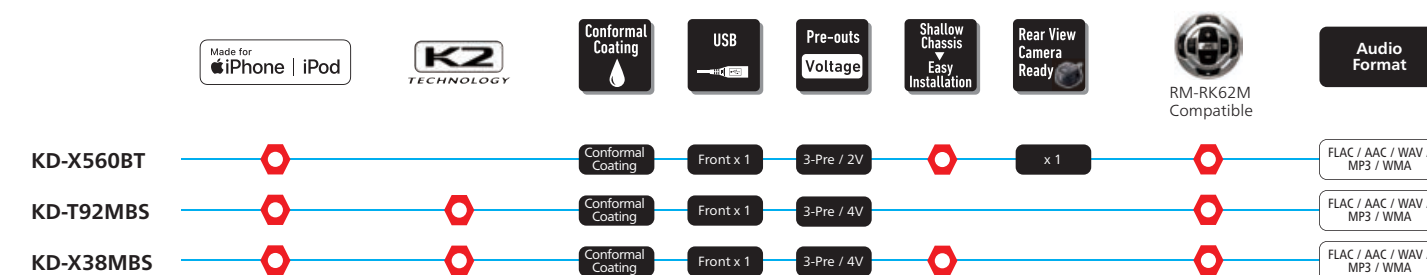 Made for
iPhone | iPod
K2
TECHNOLOGY
Conformal
Coating
USB
Pre-outs
Voltage
Shallow
Chassis
Easy
Installation
Rear View
Camera
Ready
RM-RK62M
Compatible
Audio
Format
KD-X560BT
Conformal
Coating
Front x 1
3-Pre / 2V
x 1
FLAC / AAC / WAV /
MP3 / WMA
KD-T92MBS
Conformal
Coating
Front x 1
3-Pre / 4V
FLAC / AAC / WAV /
MP3 / WMA
KD-X38MBS
Conformal
Coating
Front x 1
3-Pre / 4V
FLAC / AAC / WAV /
MP3 / WMA